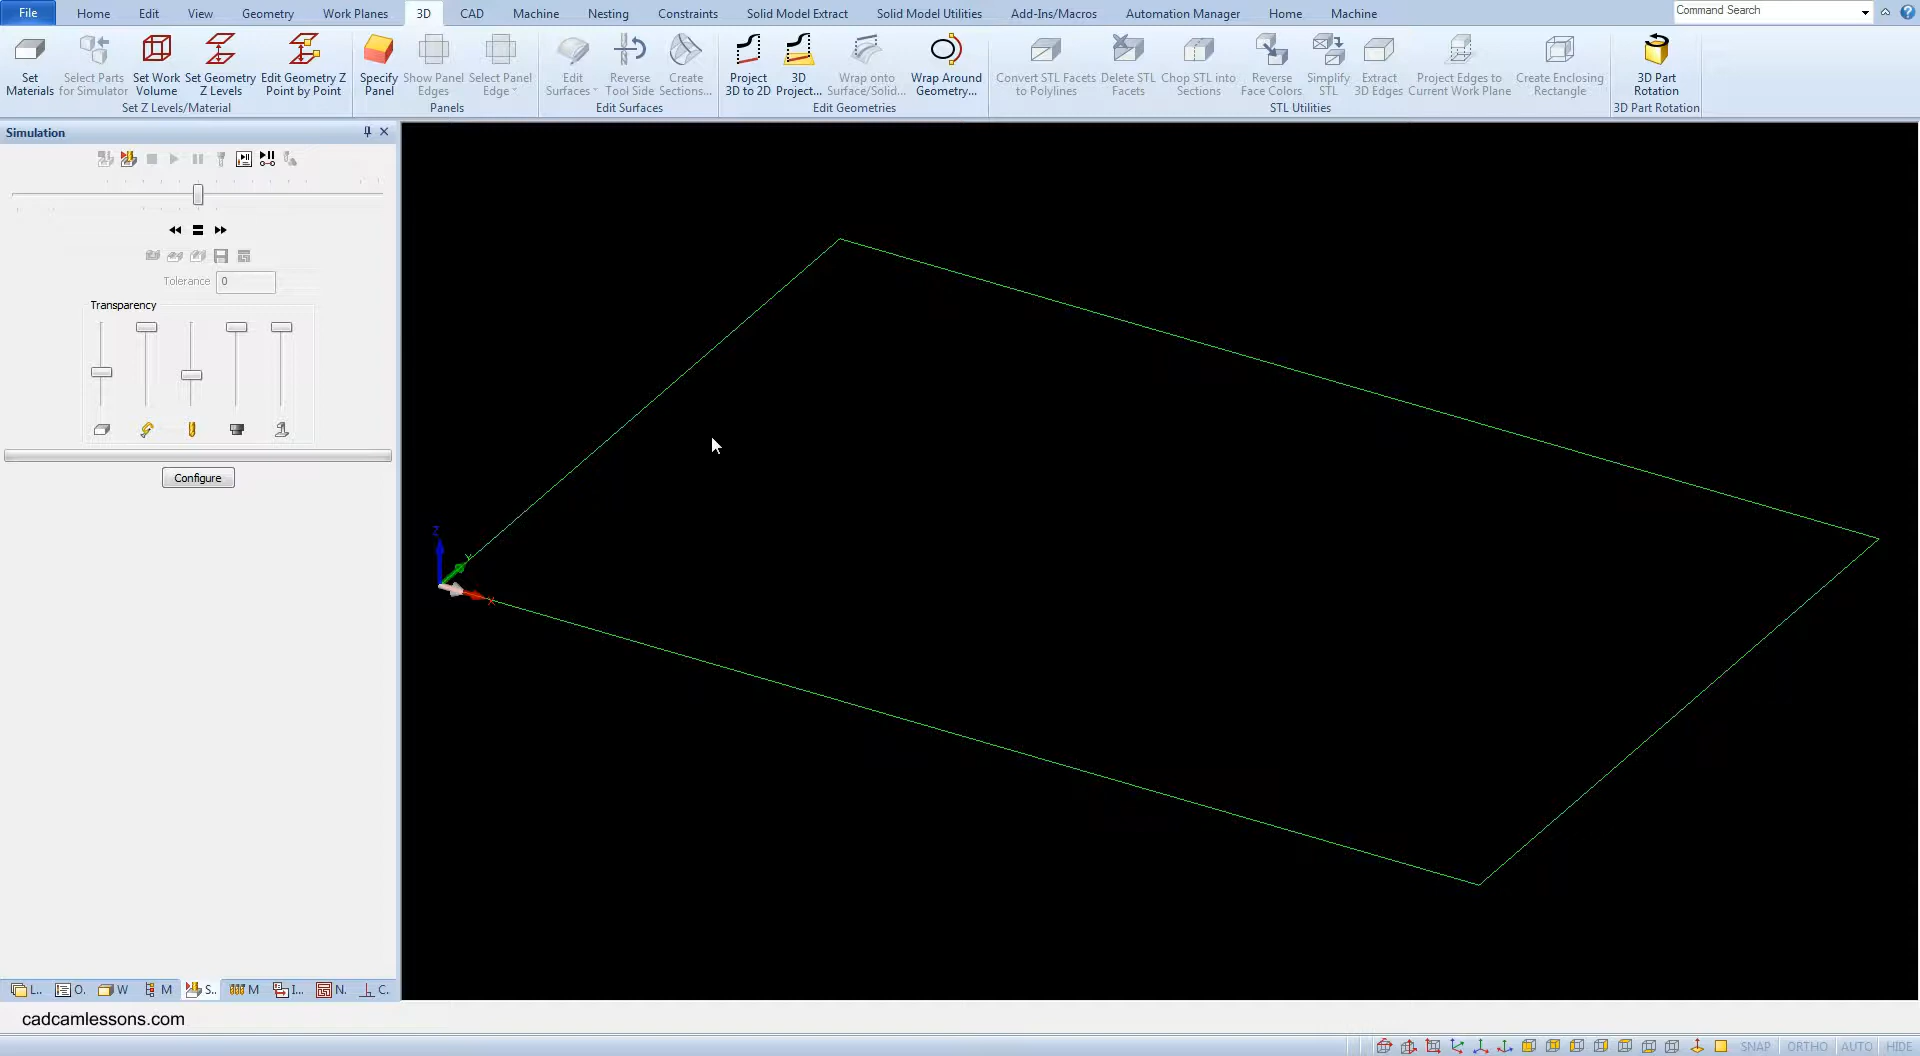 File Home Edit View Geometry Work Planes 3D CAD Machine Nesting Constraints Solid Model Extract Solid Model Utilities Add-Ins/Macros Automation Manager Home Machine Command Search
Set Materials
Select Parts for Simulator
Set Work Volume
Set Geometry Z Levels
Edit Geometry Z Point by Point
Set Z Levels/Material
Specify Panel
Show Panel Edges
Select Panel Edge
Panels
Edit Surfaces
Reverse Tool Side
Create Sections...
Edit Surfaces
Project 3D to 2D
3D Project...
Wrap onto Surface/Solid...
Wrap Around Geometry...
Edit Geometries
Convert STL Facets to Polylines
Delete STL Facets
Chop STL into Sections
Reverse Face Colors
Simplify STL
Extract 3D Edges
Project Edges to Current Work Plane
Create Enclosing Rectangle
STL Utilities
3D Part Rotation
3D Part Rotation
Simulation
Tolerance 0
Transparency
Configure
Z
Y
X
L.. O. W M S.. M I... N. C.
cadcamlessons.com
SNAP ORTHO AUTO HIDE